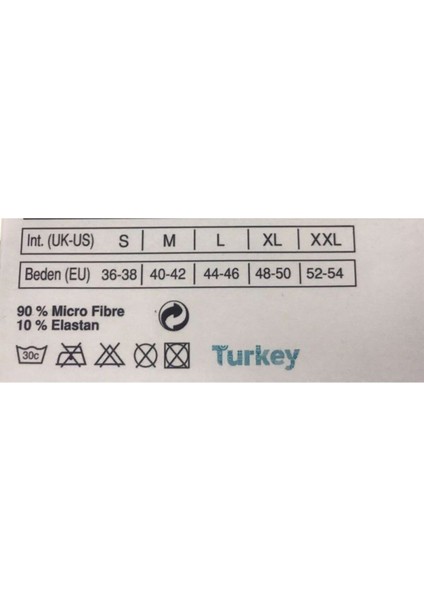 Int. (UK-US) S M L XL XXL
Beden (EU) 36-38 40-42 44-46 48-50 52-54
90 % Micro Fibre
10 % Elastan
30c
Turkey